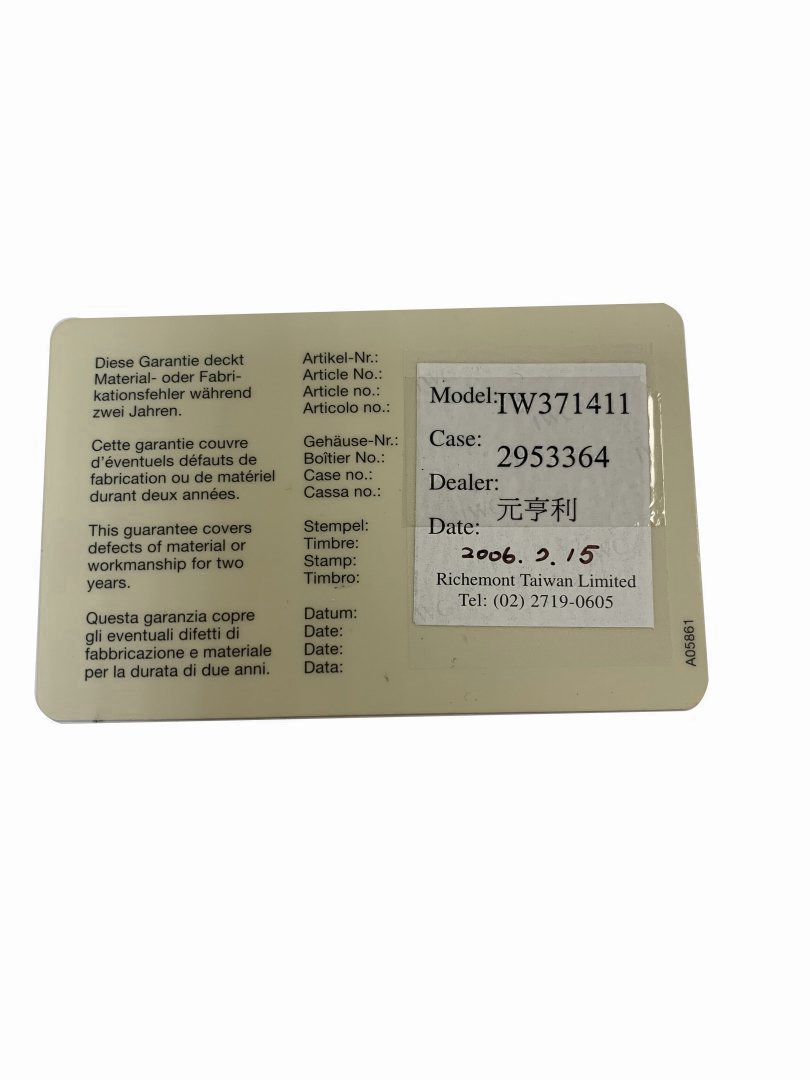 Diese Garantie deckt
Material- oder Fabri-
kationsfehler während
zwei Jahren.
Cette garantie couvre
d'éventuels défauts de
fabrication ou de matériel
durant deux années.
This guarantee covers
defects of material or
workmanship for two
years.
Questa garanzia copre
gli eventuali difetti di
fabbricazione e materiale
per la durata di due anni.
Artikel-Nr.:
Article No.:
Article no.:
Articolo no.:
Gehäuse-Nr.:
Boîtier No.:
Case no.:
Cassa no.:
Stempel:
Timbre:
Stamp:
Timbro:
Datum:
Date:
Date:
Data:
Model:IW371411
Case: 2953364
Dealer: 元亨利
Date:
2006. 15
Richemont Taiwan Limited
Tel: (02) 2719-0605
A05861